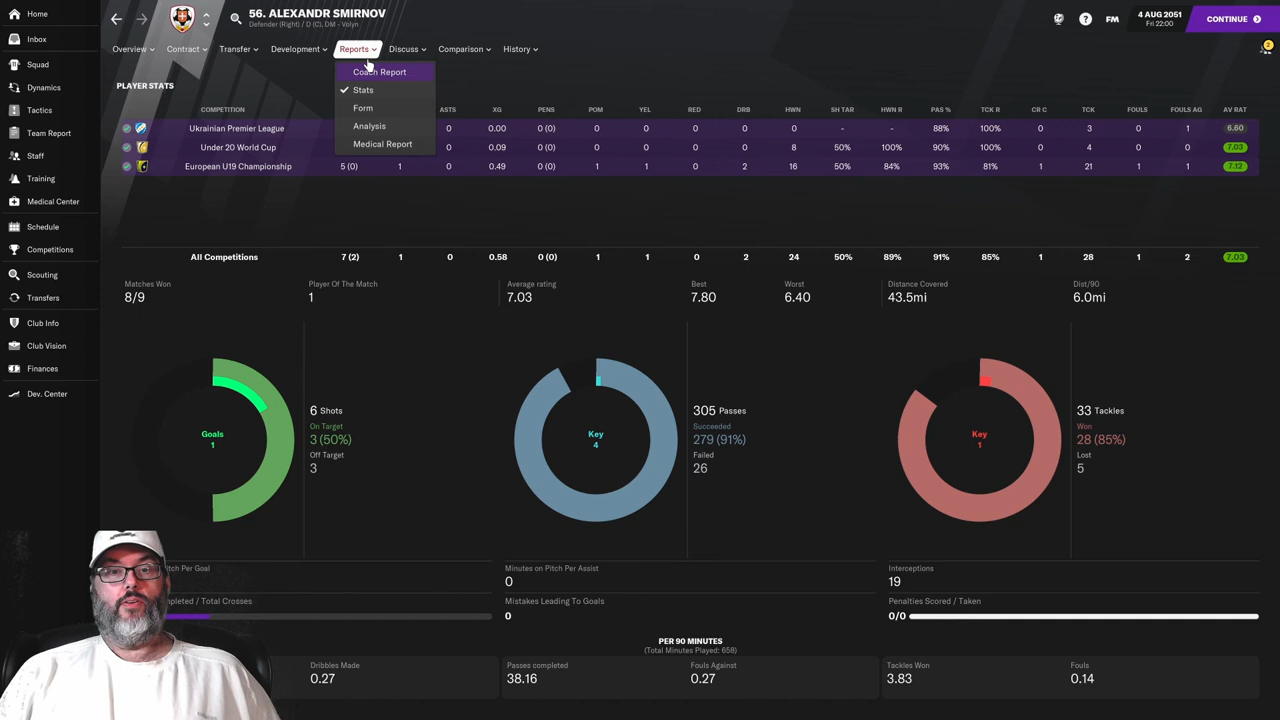 Home
Inbox
Squad
Dynamics
Tactics
Team Report
Staff
Training
Medical Center
Schedule
Competitions
Scouting
Transfers
Club Info
Club Vision
Finances
Dev. Center
56. ALEXANDR SMIRNOV
Defender (Right) / D (C), DM - Volyn
FM
4 AUG 2051
Fri 22:00
CONTINUE
2
Overview Contract Transfer Development Reports Discuss Comparison History
Coach Report
Stats
Form
Analysis
Medical Report
PLAYER STATS
COMPETITION ASTS XG PENS POM YEL RED DRB HWN SH TAR HWN R PAS % TCK R CR C TCK FOULS FOULS AG AV RAT
Ukrainian Premier League 0 0.00 0 (0) 0 0 0 0 0 - - 88% 100% 0 3 0 1 6.60
Under 20 World Cup 0 0.09 0 (0) 0 0 0 0 8 50% 100% 90% 100% 0 4 0 0 7.03
European U19 Championship 5 (0) 1 0 0.49 0 (0) 1 1 0 2 16 50% 84% 93% 81% 1 21 1 1 7.12
All Competitions 7 (2) 1 0 0.58 0 (0) 1 1 0 2 24 50% 89% 91% 85% 1 28 1 2 7.03
Matches Won
8/9
Player Of The Match
1
Average rating
7.03
Best
7.80
Worst
6.40
Distance Covered
43.5mi
Dist/90
6.0mi
Goals
1
6 Shots
On Target
3 (50%)
Off Target
3
Key
4
305 Passes
Succeeded
279 (91%)
Failed
26
Key
1
33 Tackles
Won
28 (85%)
Lost
5
Per Goal
Minutes on Pitch Per Assist
0
Interceptions
19
/ Total Crosses
Mistakes Leading To Goals
0
Penalties Scored / Taken
0/0
PER 90 MINUTES
(Total Minutes Played: 658)
Dribbles Made
0.27
Passes completed
38.16
Fouls Against
0.27
Tackles Won
3.83
Fouls
0.14